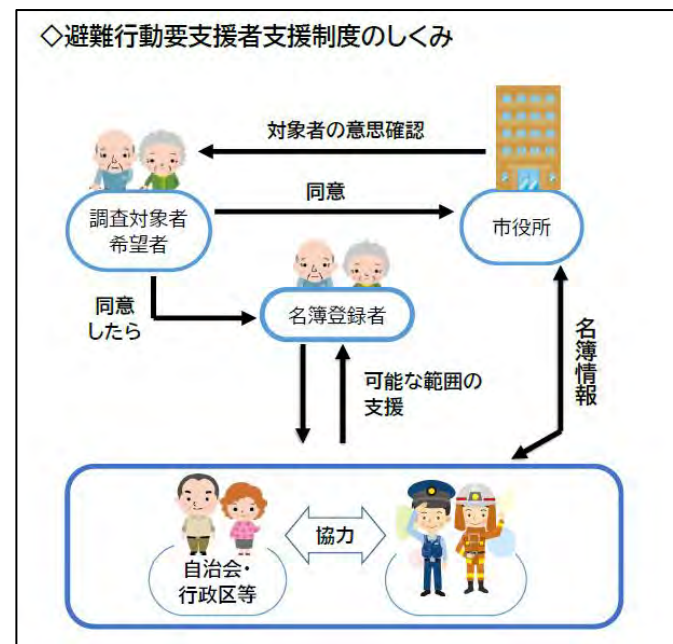 ◇避難行動要支援者支援制度のしくみ
対象者の意思確認
同意
調査対象者
希望者
市役所
同意
したら
名簿登録者
名簿情報
可能な範囲の
支援
協力
自治会・
行政区等